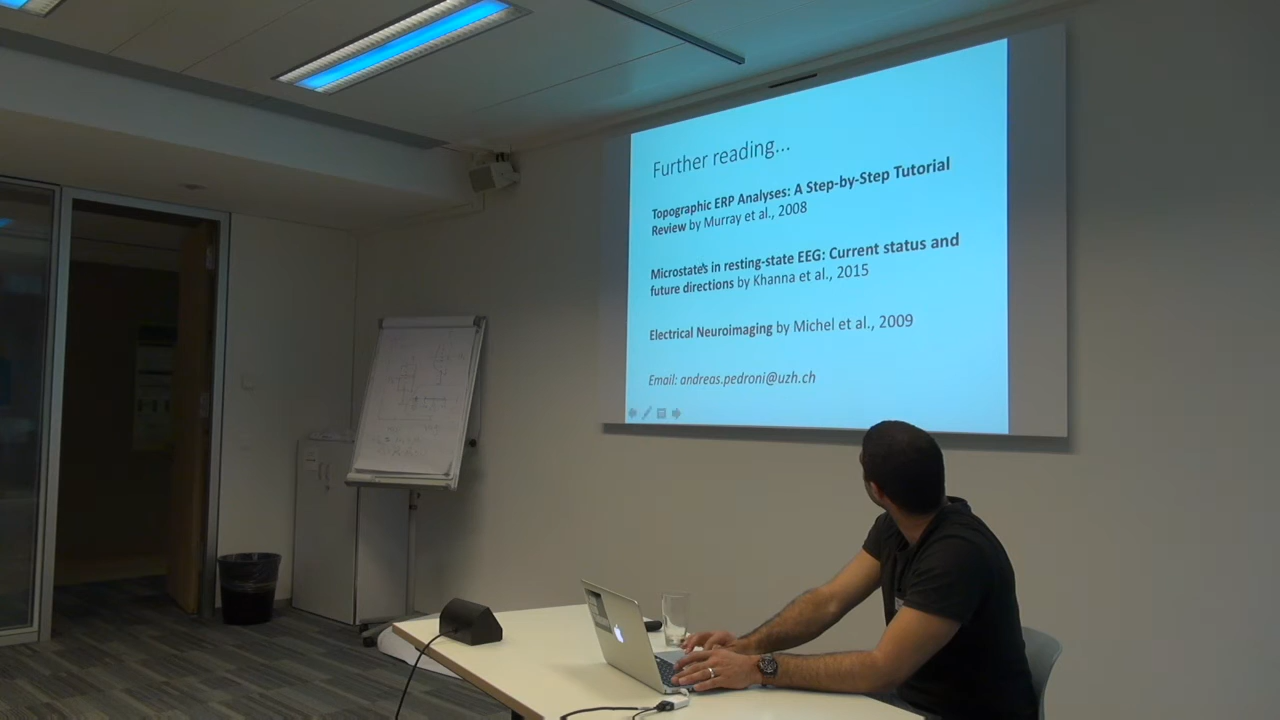 Further reading...
Topographic ERP Analyses: A Step-by-Step Tutorial
Review by Murray et al., 2008
Microstate's in resting-state EEG: Current status and
future directions by Khanna et al., 2015
Electrical Neuroimaging by Michel et al., 2009
Email: andreas.pedroni@uzh.ch